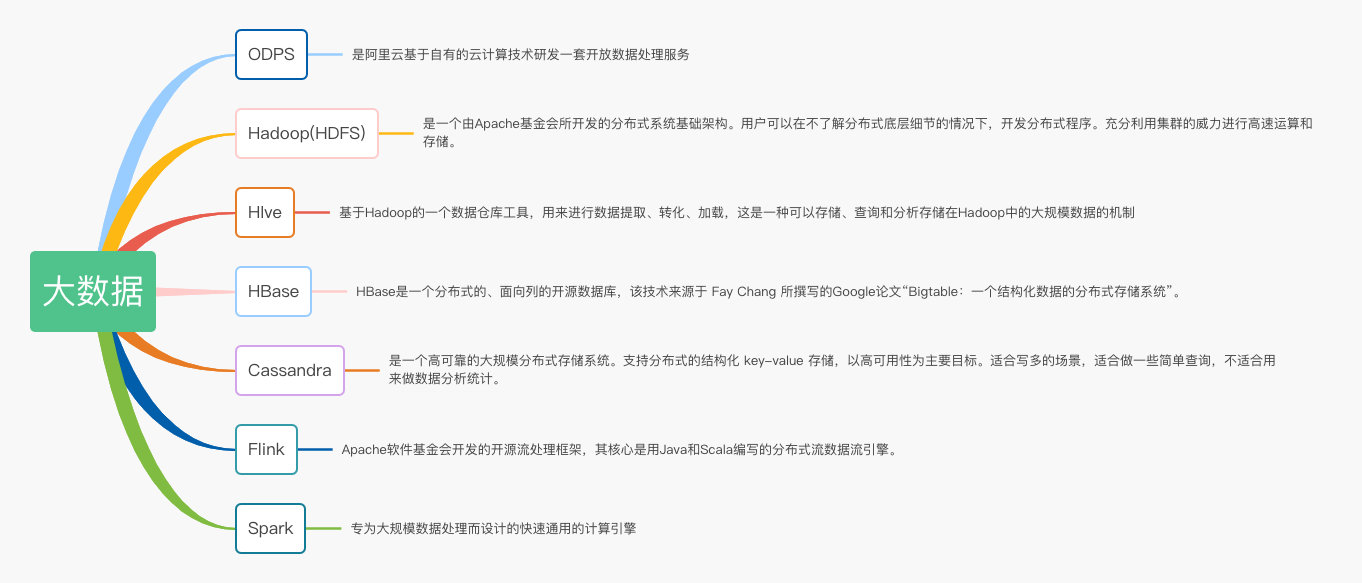 ODPS
是阿里云基于自有的云计算技术研发一套开放数据处理服务
Hadoop(HDFS)
是一个由Apache基金会所开发的分布式系统基础架构。用户可以在不了解分布式底层细节的情况下，开发分布式程序。充分利用集群的威力进行高速运算和
存储。
HIve
基于Hadoop的一个数据仓库工具，用来进行数据提取、转化、加载，这是一种可以存储、查询和分析存储在Hadoop中的大规模数据的机制
大数据
HBase
HBase是一个分布式的、面向列的开源数据库，该技术来源于 Fay Chang 所撰写的Google论文“Bigtable：一个结构化数据的分布式存储系统”。
Cassandra
是一个高可靠的大规模分布式存储系统。支持分布式的结构化 key-value 存储，以高可用性为主要目标。适合写多的场景，适合做一些简单查询，不适合用
来做数据分析统计。
Flink
Apache软件基金会开发的开源流处理框架，其核心是用Java和Scala编写的分布式流数据流引擎。
Spark
专为大规模数据处理而设计的快速通用的计算引擎